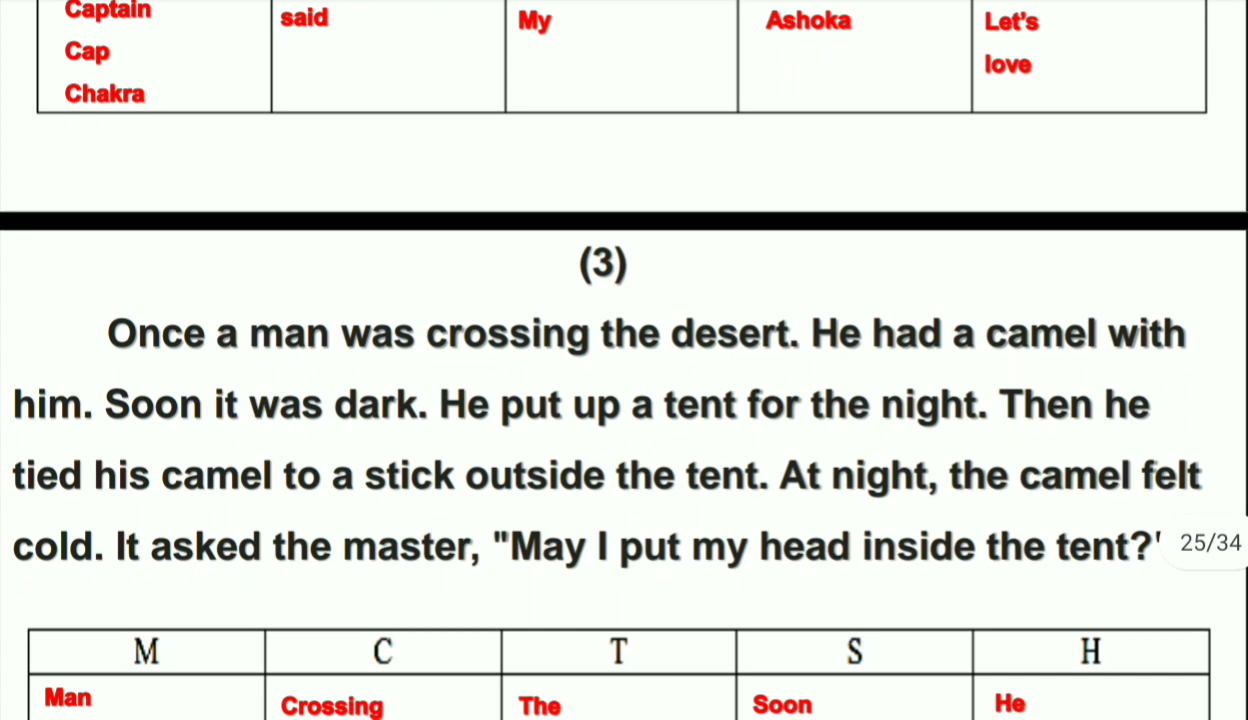 Captain said My Ashoka Let's
Cap love
Chakra
(3)
Once a man was crossing the desert. He had a camel with
him. Soon it was dark. He put up a tent for the night. Then he
tied his camel to a stick outside the tent. At night, the camel felt
cold. It asked the master, "May I put my head inside the tent?'
25/34
M C T S H
Man Crossing The Soon He